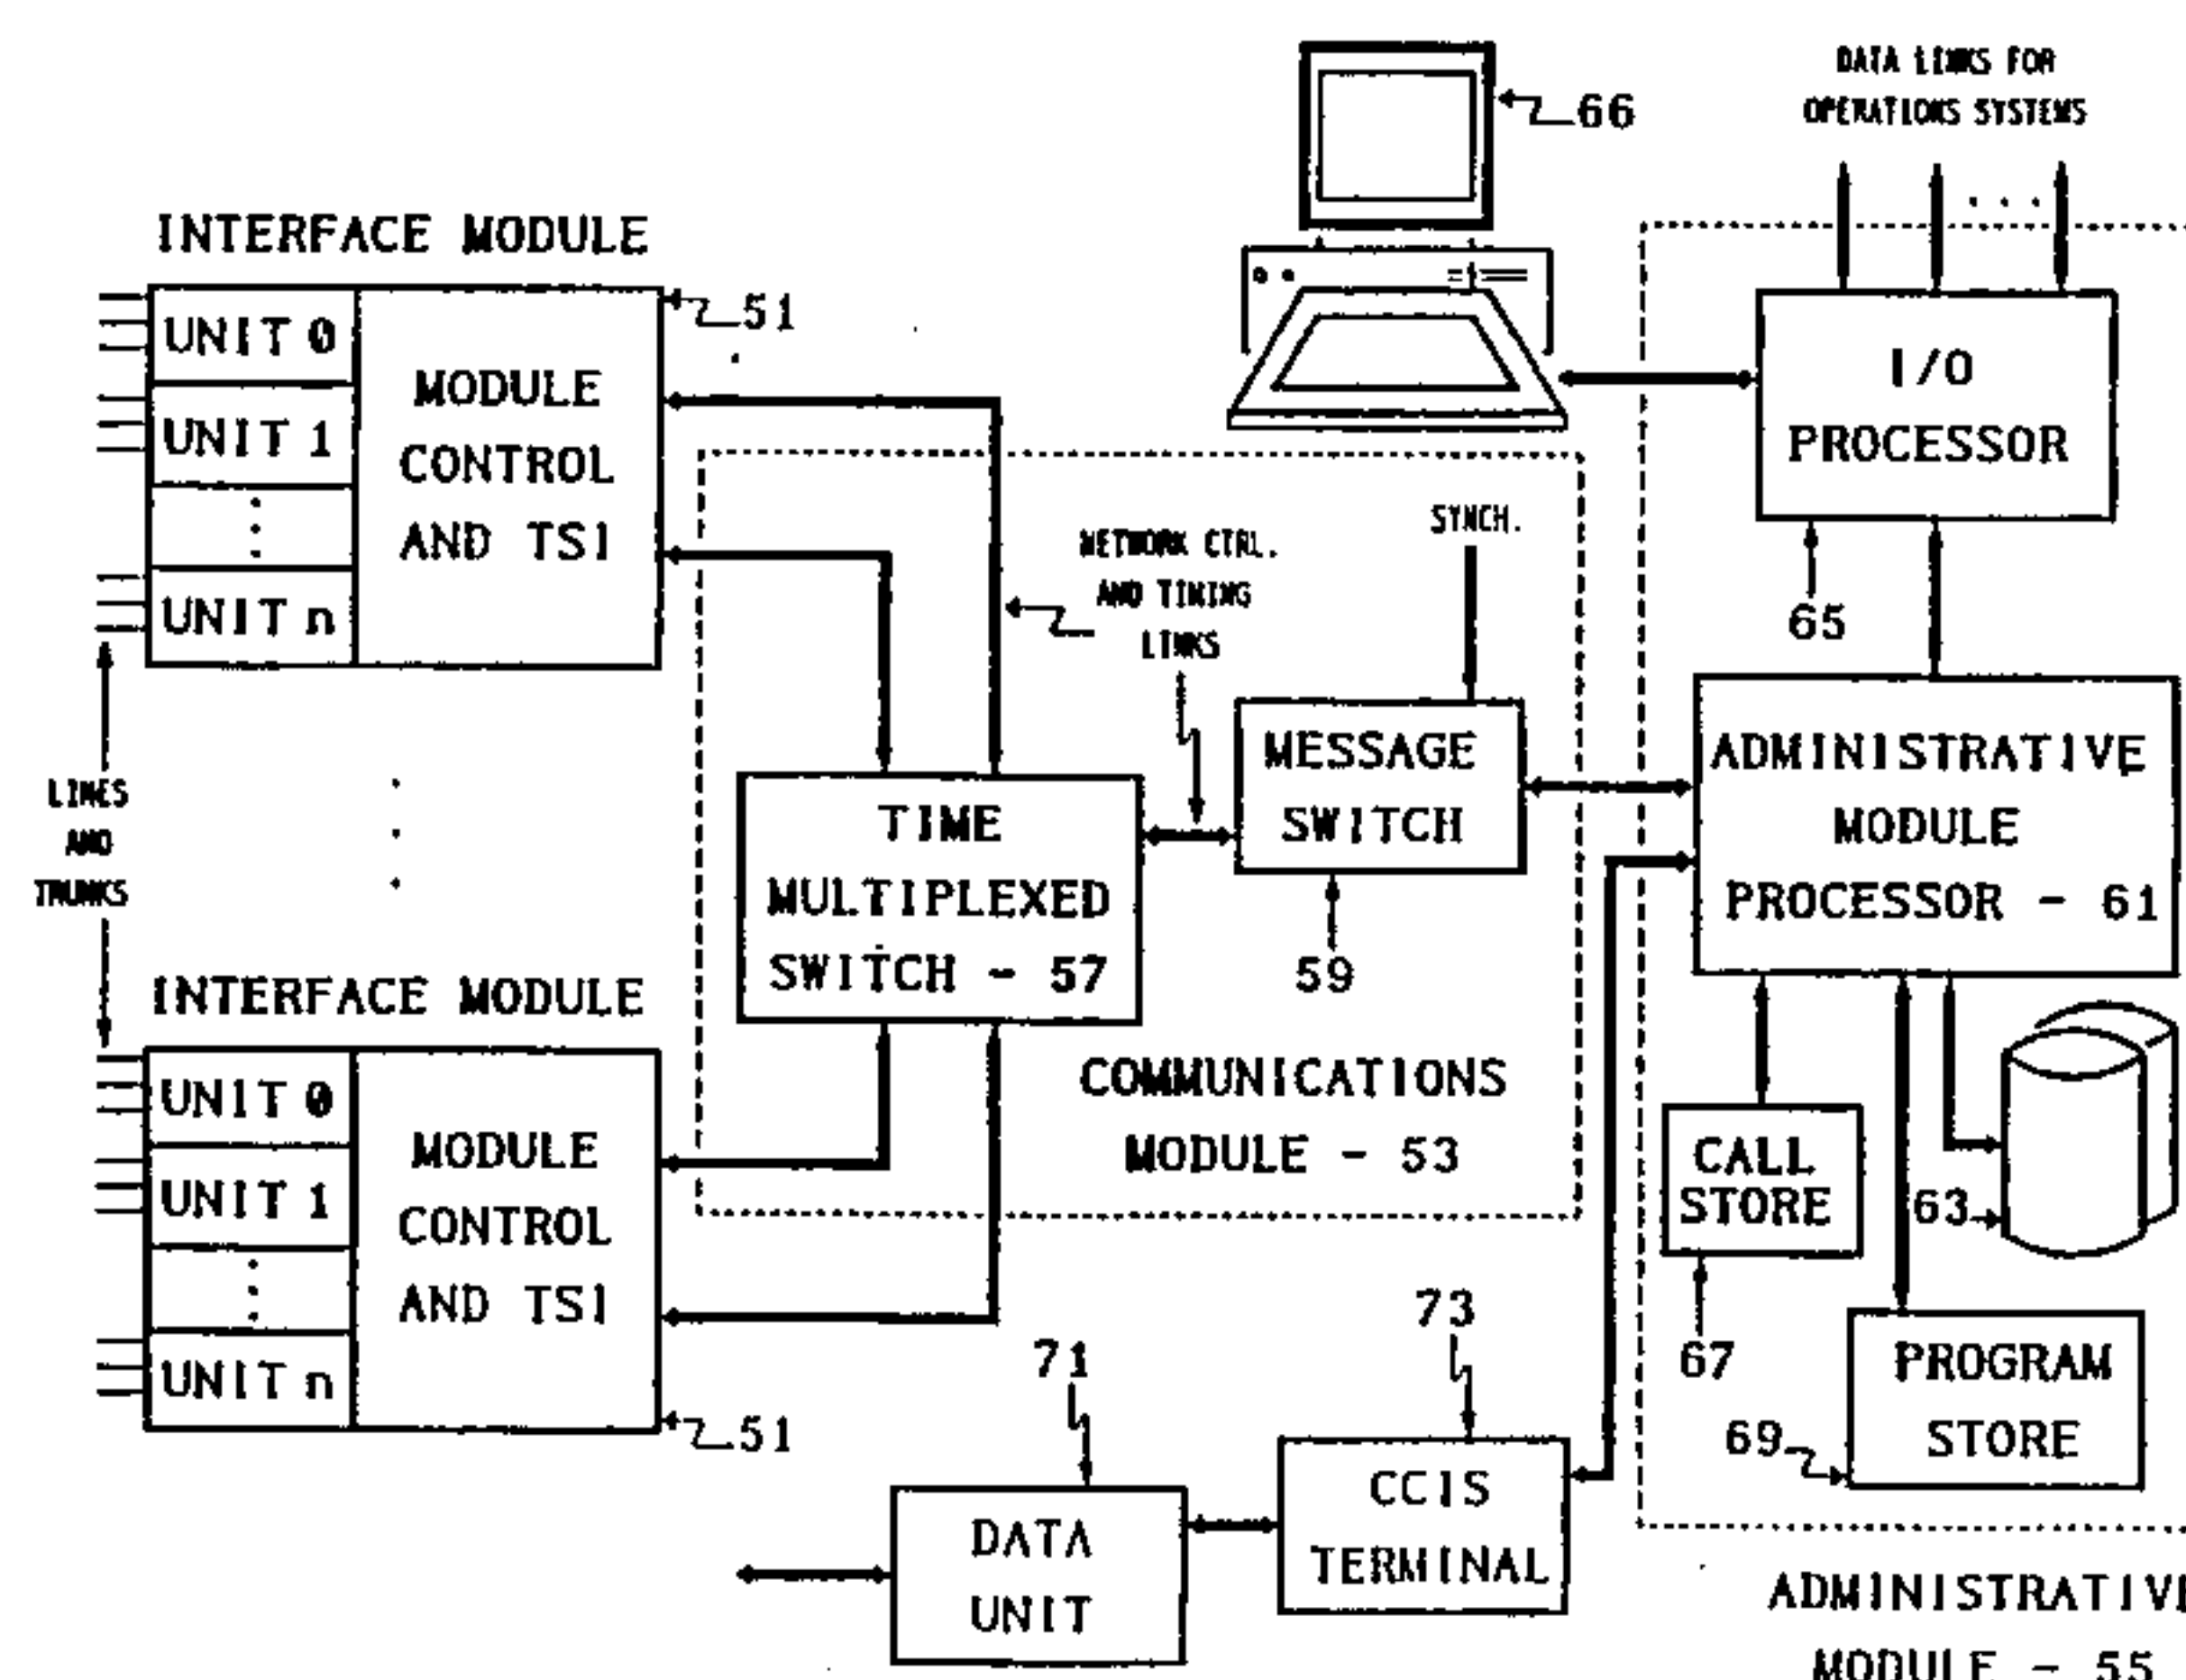 DATA LINKS FOR
OPERATIONS SYSTEMS
66
INTERFACE MODULE
51
UNIT 0
UNIT 1
UNIT n
MODULE
CONTROL
AND TSI
I/O
PROCESSOR
65
NETWORK CTRL.
AND TIMING
LINKS
SYNCH.
LINES
AND
TRUNKS
TIME
MULTIPLEXED
SWITCH - 57
MESSAGE
SWITCH
59
ADMINISTRATIVE
MODULE
PROCESSOR - 61
COMMUNICATIONS
MODULE - 53
INTERFACE MODULE
UNIT 0
UNIT 1
UNIT n
MODULE
CONTROL
AND TSI
51
CALL
STORE
67
63
PROGRAM
STORE
69
71
DATA
UNIT
73
CCIS
TERMINAL
ADMINISTRATIVE
MODULE - 55